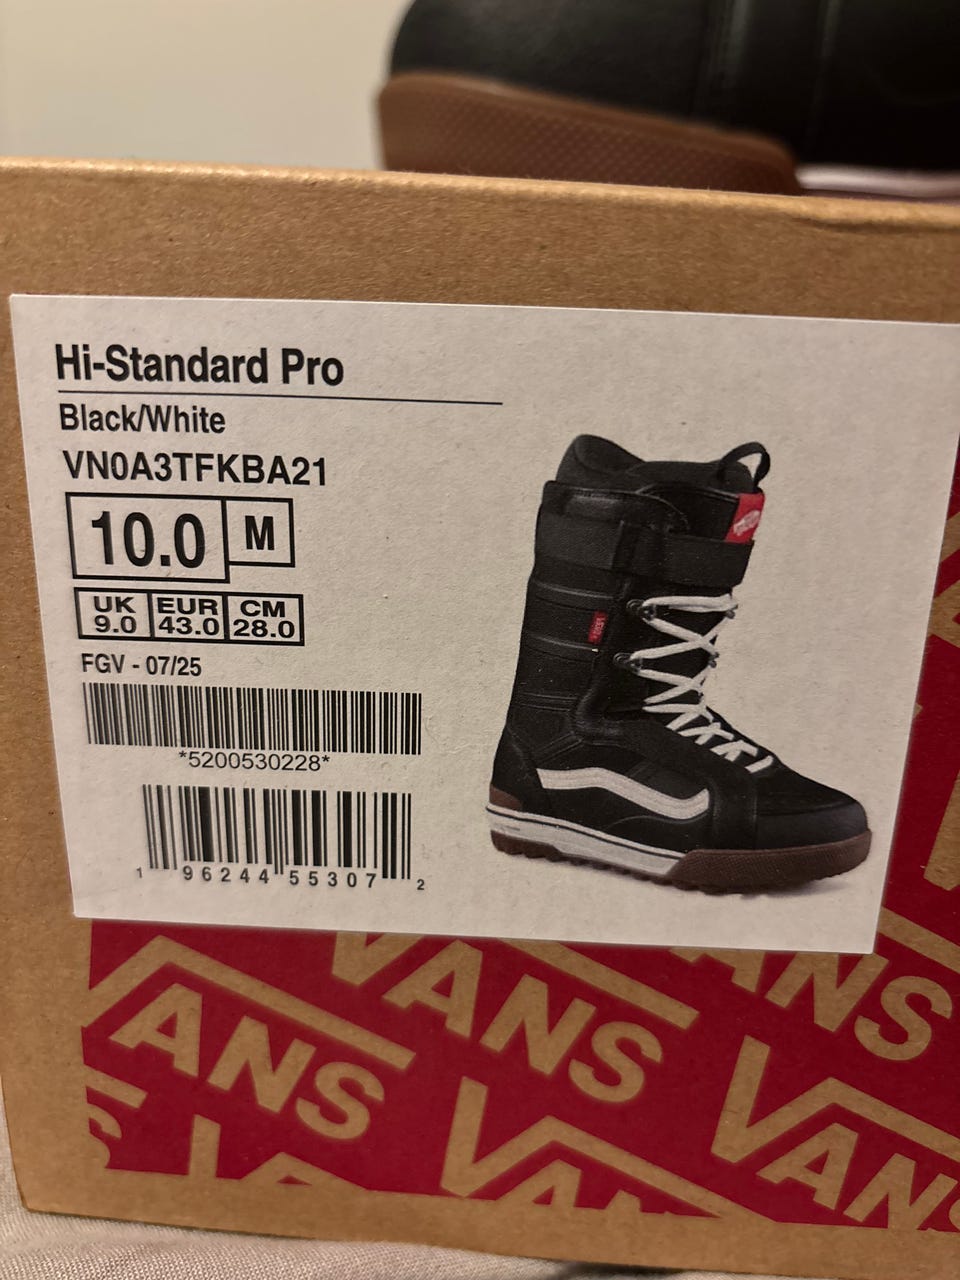 Hi-Standard Pro
Black/White
VN0A3TFKBA21
10.0 M
UK EUR CM
9.0 43.0 28.0
FGV - 07/25
*5200530228*
1 96244 55307 2
VANS
VANS
VANS
VANS
VANS